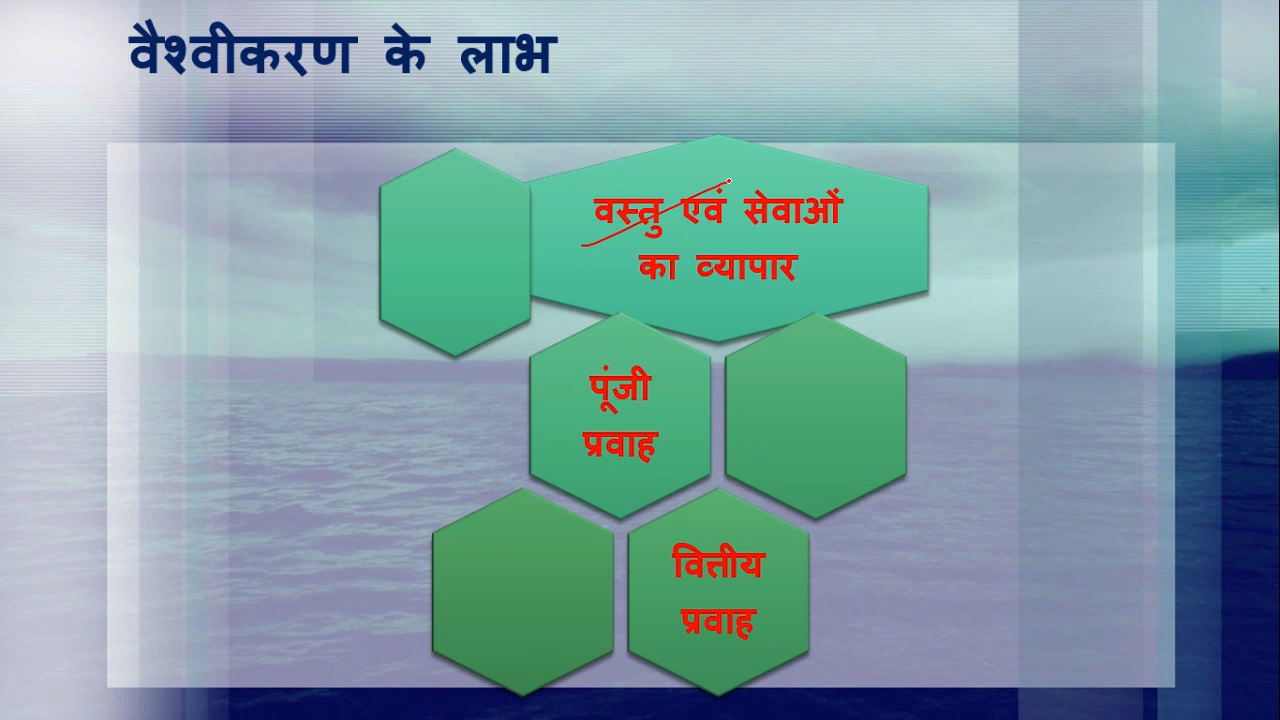 वैश्वीकरण के लाभ
वस्तु एवं सेवाओं
का व्यापार
पूंजी
प्रवाह
वित्तीय
प्रवाह